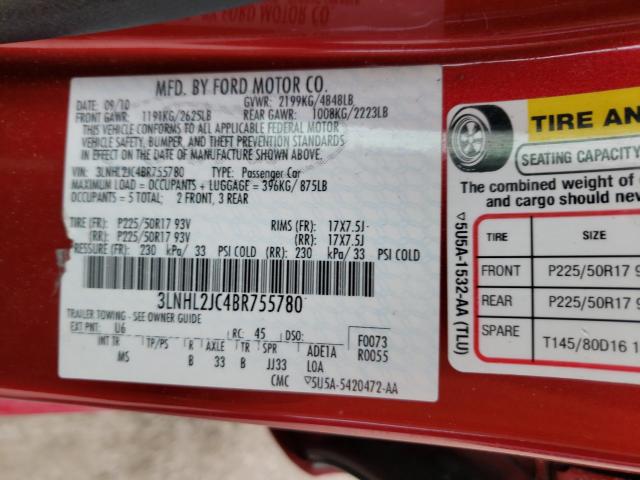 BY FORD MOTOR CO
MFD. BY FORD MOTOR CO.
DATE: 09/10 GVWR: 2199KG/4848LB
FRONT GAWR: 1191KG/2625LB REAR GAWR: 1008KG/2223LB
THIS VEHICLE CONFORMS TO ALL APPLICABLE FEDERAL MOTOR
VEHICLE SAFETY, BUMPER, AND THEFT PREVENTION STANDARDS
IN EFFECT ON THE DATE OF MANUFACTURE SHOWN ABOVE.
VIN: 3LNHL2JC4BR755780 TYPE: Passenger Car
MAXIMUM LOAD = OCCUPANTS + LUGGAGE = 396KG/ 875LB
OCCUPANTS = 5 TOTAL; 2 FRONT, 3 REAR
TIRE (FR): P225/50R17 93V RIMS (FR): 17X7.5J
(RR): P225/50R17 93V (RR): 17X7.5J
PRESSURE (FR): 230 kPa/ 33 PSI COLD (RR): 230 kPa/ 33 PSI COLD
3LNHL2JC4BR755780
TRAILER TOWING - SEE OWNER GUIDE
EXT PNT: U6 RC: 45 DSO: F0073
INT TR TP/PS R AXLE TR SPR ADE1A R0055
MS B 33 B JJ33 L0A
CMC 5U5A-5420472-AA
TIRE AN
SEATING CAPACITY
The combined weight of
and cargo should never
5U5A-1532-AA (TLU)
TIRE SIZE
FRONT P225/50R17 9
REAR P225/50R17
SPARE T145/80D16 1